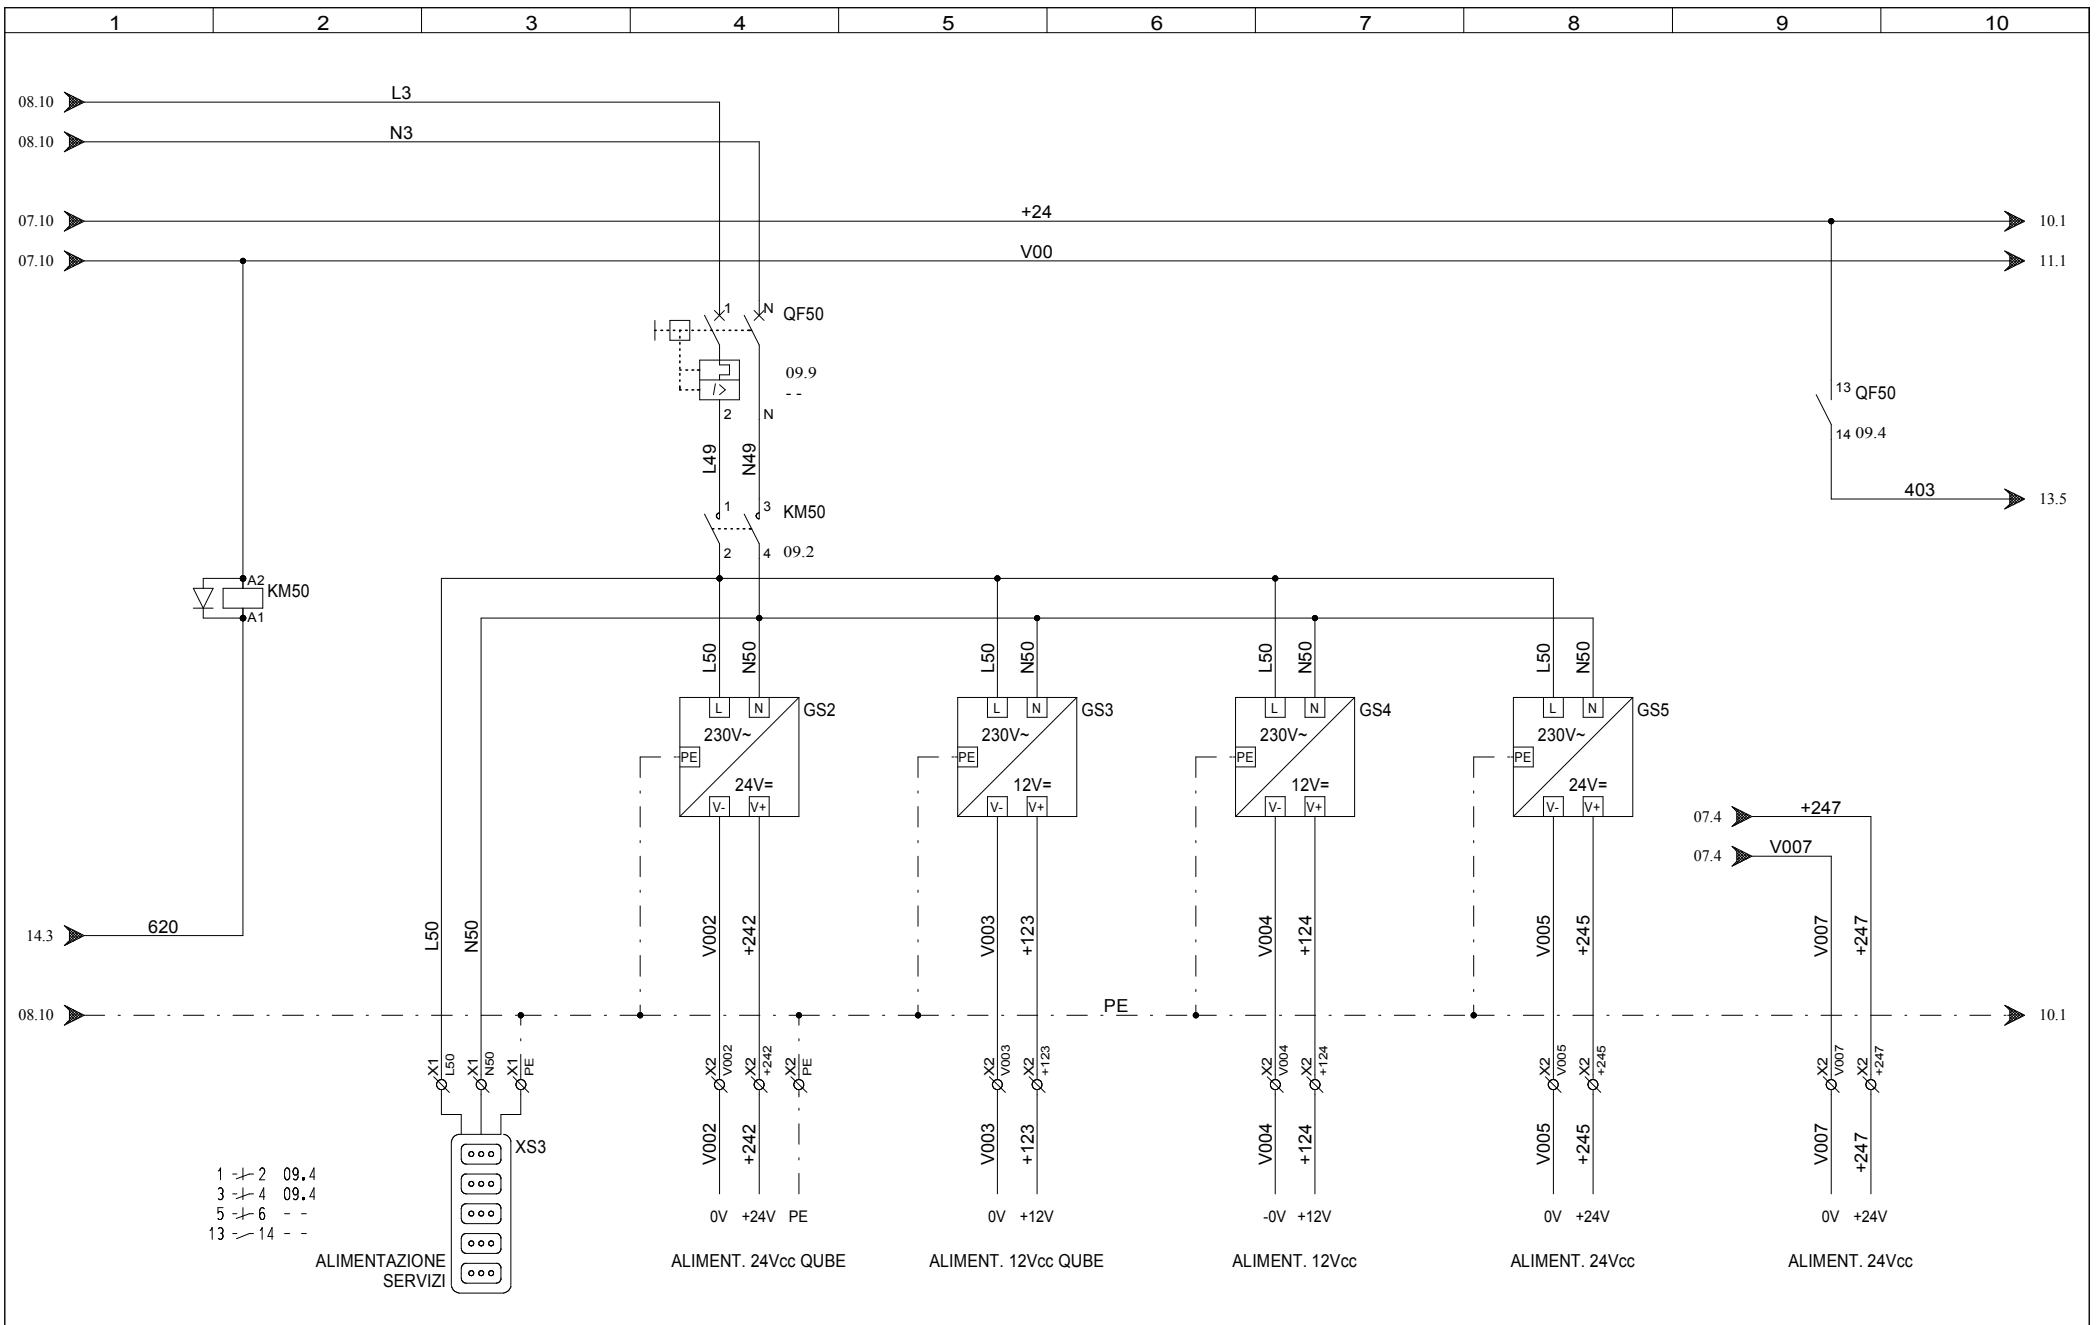 1 2 3 4 5 6 7 8 9 10
08.10 L3
08.10 N3
07.10 +24 10.1
07.10 V00 11.1
1 N QF50
09.9
- -
2 N
I>
13 QF50
14 09.4
L49 N49
403 13.5
1 3 KM50
2 4 09.2
A2 KM50
A1
L50 N50 L50 N50 L50 N50 L50 N50
L N GS2
230V~
PE
24V=
V- V+
L N GS3
230V~
PE
12V=
V- V+
L N GS4
230V~
PE
12V=
V- V+
L N GS5
230V~
PE
24V=
V- V+
07.4 +247
07.4 V007
14.3 620
L50 N50 V002 +242 V003 +123 V004 +124 V005 +245 V007 +247
08.10 PE 10.1
X1 L50 X1 N50 X1 PE X2 V002 X2 +242 X2 PE X2 V003 X2 +123 X2 V004 X2 +124 X2 V005 X2 +245 X2 V007 X2 +247
XS3
V002 +242 V003 +123 V004 +124 V005 +245 V007 +247
1 2 09.4
3 4 09.4
5 6 - -
13 14 - -
0V +24V PE 0V +12V -0V +12V 0V +24V 0V +24V
ALIMENTAZIONE
SERVIZI
ALIMENT. 24Vcc QUBE
ALIMENT. 12Vcc QUBE
ALIMENT. 12Vcc
ALIMENT. 24Vcc
ALIMENT. 24Vcc